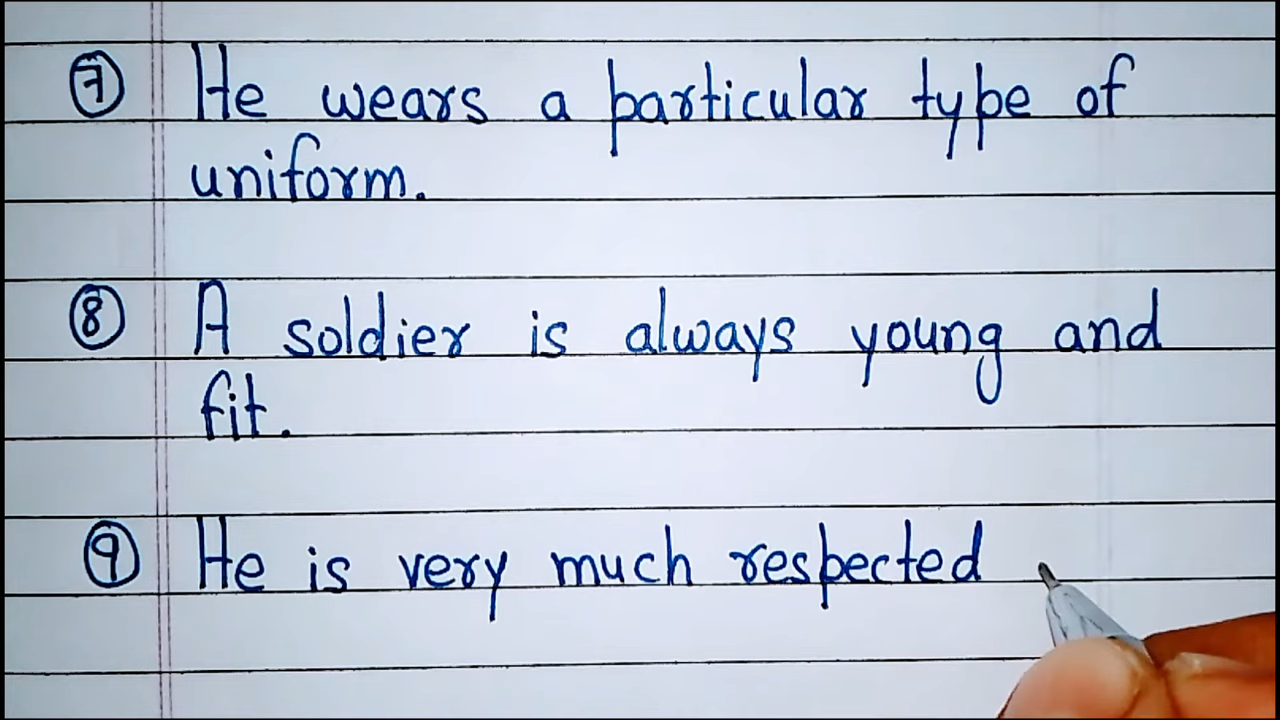 7 He wears a particular type of
uniform.
8 A soldier is always young and
fit.
9 He is very much respected